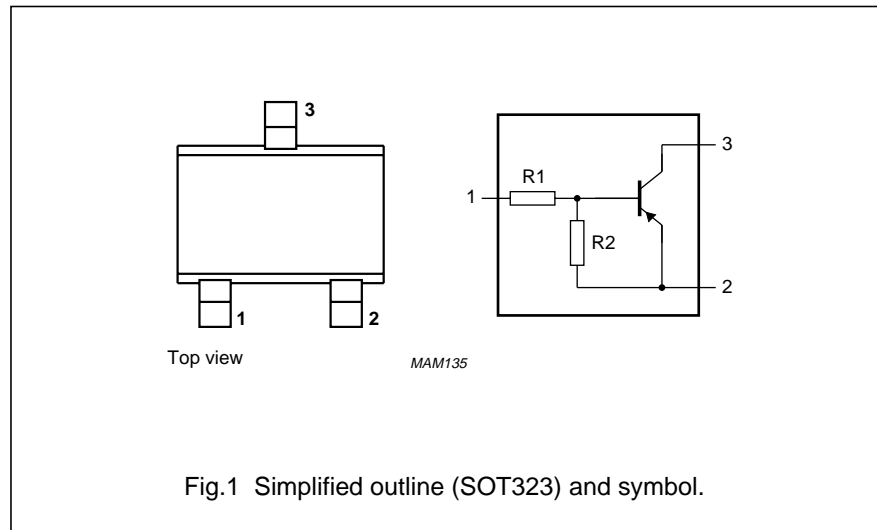 3
1
2
Top view
MAM135
1
R1
R2
3
2
Fig.1 Simplified outline (SOT323) and symbol.